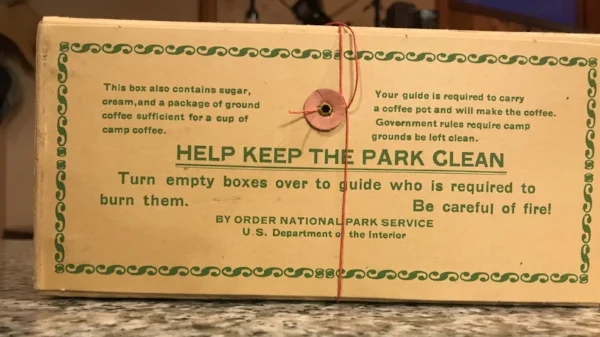 This box also contains sugar,
cream, and a package of ground
coffee sufficient for a cup of
camp coffee.
Your guide is required to carry
a coffee pot and will make the coffee.
Government rules require camp
grounds be left clean.
HELP KEEP THE PARK CLEAN
Turn empty boxes over to guide who is required to
burn them. Be careful of fire!
BY ORDER NATIONAL PARK SERVICE
U.S. Department of the Interior